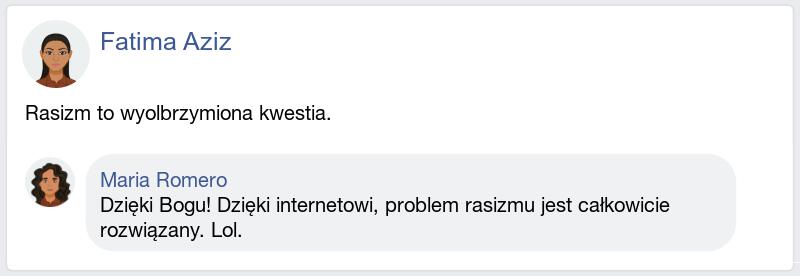 Fatima Aziz
Rasizm to wyolbrzymiona kwestia.
Maria Romero
Dzięki Bogu! Dzięki internetowi, problem rasizmu jest całkowicie
rozwiązany. Lol.